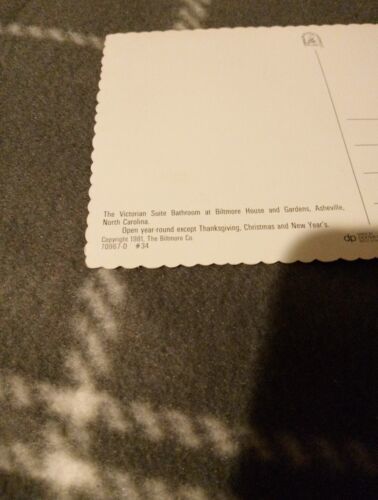 The Victorian Suite Bathroom at Biltmore House and Gardens, Asheville,
North Carolina.
Open year-round except Thanksgiving, Christmas and New Year's.
Copyright 1981, The Biltmore Co.
70967-D #34
dp